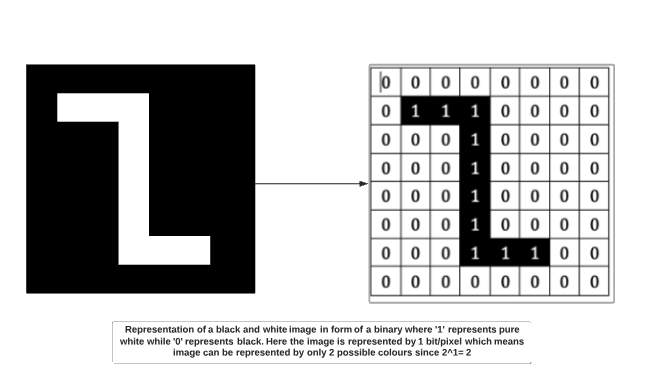 0 0 0 0 0 0 0 0
0 1 1 1 0 0 0 0
0 0 0 1 0 0 0 0
0 0 0 1 0 0 0 0
0 0 0 1 0 0 0 0
0 0 0 1 0 0 0 0
0 0 0 1 1 1 0 0
0 0 0 0 0 0 0 0
Representation of a black and white image in form of a binary where '1' represents pure
white while '0' represents black. Here the image is represented by 1 bit/pixel which means
image can be represented by only 2 possible colours since 2^1= 2